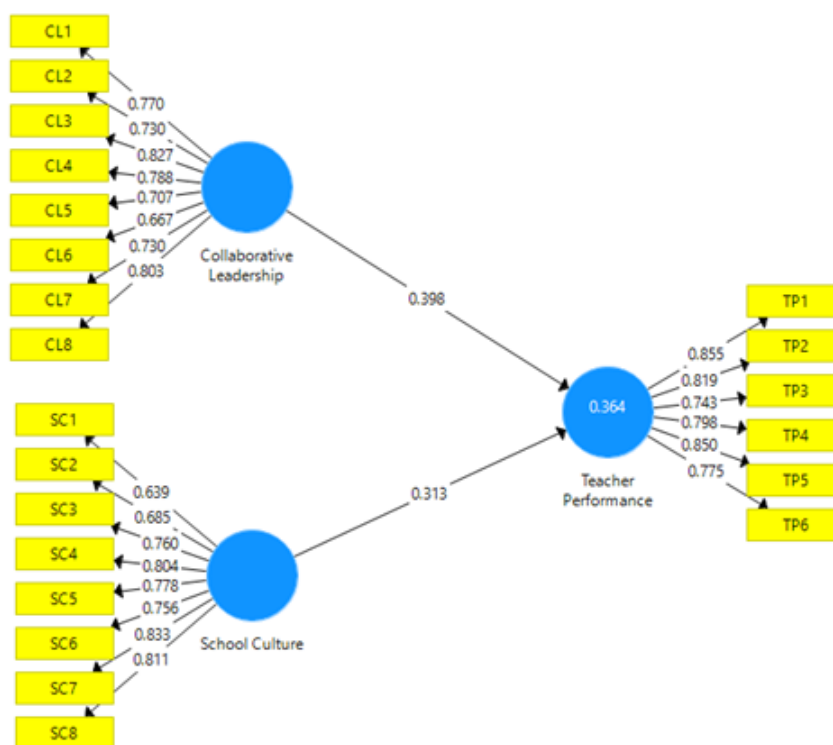 CL1
CL2
CL3
CL4
CL5
CL6
CL7
CL8
0.770
0.730
0.827
0.788
0.707
0.667
0.730
0.803
Collaborative
Leadership
0.398
SC1
SC2
SC3
SC4
SC5
SC6
SC7
SC8
0.639
0.685
0.760
0.804
0.778
0.756
0.833
0.811
School Culture
0.313
0.364
Teacher
Performance
0.855
0.819
0.743
0.798
0.850
0.775
TP1
TP2
TP3
TP4
TP5
TP6